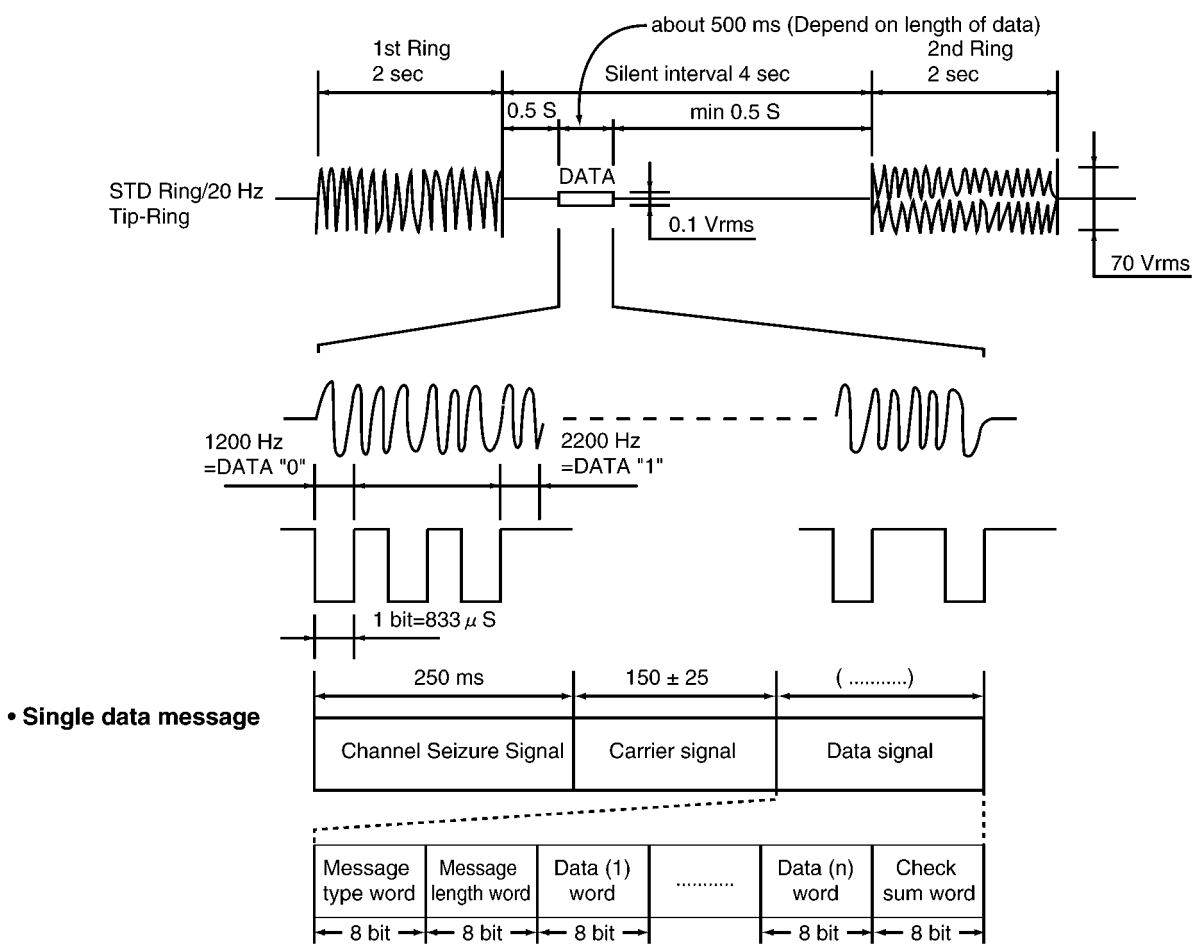 about 500 ms (Depend on length of data)
1st Ring
2 sec
Silent interval 4 sec
2nd Ring
2 sec
0.5 S
min 0.5 S
STD Ring/20 Hz
Tip-Ring
DATA
0.1 Vrms
70 Vrms
1200 Hz
=DATA "0"
2200 Hz
=DATA "1"
1 bit=833 μ S
250 ms
150 ± 25
( ...........)
• Single data message
Channel Seizure Signal
Carrier signal
Data signal
Message
type word
Message
length word
Data (1)
word
...........
Data (n)
word
Check
sum word
8 bit
8 bit
8 bit
8 bit
8 bit